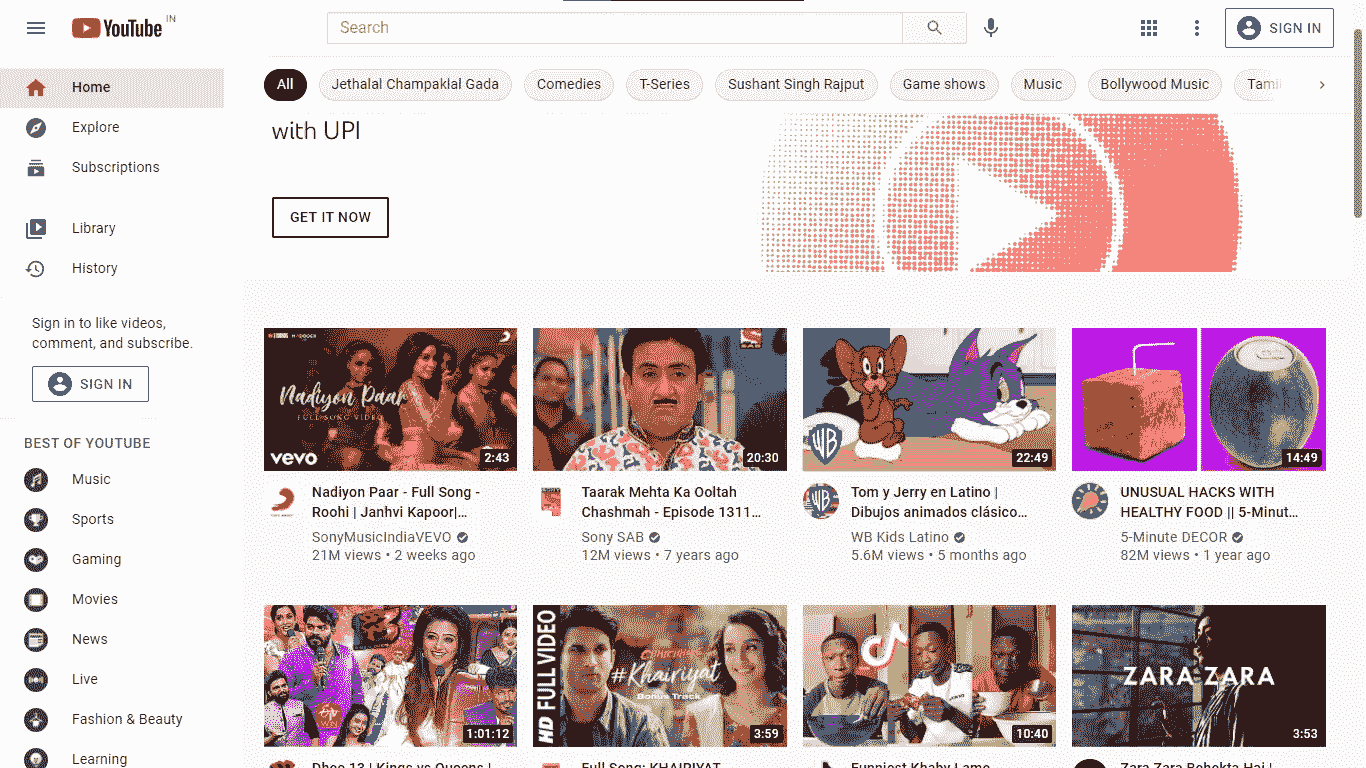 YouTube IN
Search
SIGN IN
Home
Explore
Subscriptions
Library
History
Sign in to like videos,
comment, and subscribe.
SIGN IN
BEST OF YOUTUBE
Music
Sports
Gaming
Movies
News
Live
Fashion & Beauty
Learning
All
Jethalal Champaklal Gada
Comedies
T-Series
Sushant Singh Rajput
Game shows
Music
Bollywood Music
with UPI
GET IT NOW
Nadiyon Paar
FULL SONG VIDEO
vevo
2:43
20:30
WB
22:49
14:49
Nadiyon Paar - Full Song -
Roohi | Janhvi Kapoor|...
SonyMusicIndiaVEVO
21M views • 2 weeks ago
Taarak Mehta Ka Ooltah
Chashmah - Episode 1311...
Sony SAB
12M views • 7 years ago
WB
Tom y Jerry en Latino |
Dibujos animados clásico...
WB Kids Latino
5.6M views • 5 months ago
UNUSUAL HACKS WITH
HEALTHY FOOD || 5-Minut...
5-Minute DECOR
82M views • 1 year ago
1:01:12
HD FULL VIDEO
#Khairiyat
Bonus Track
3:59
10:40
ZARA ZARA
3:53
Dhee 13 | Kings vs Queens |
Full Song: KHAIRIYAT
Funniest Khaby Lame
Zara Zara Bahekta Hai |